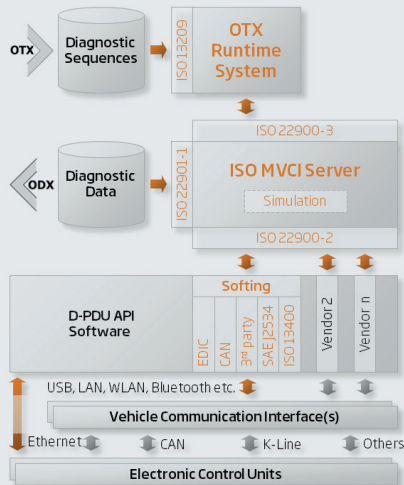 OTX
Diagnostic
Sequences
ISO 13209
OTX
Runtime
System
ISO 22900-3
ODX
Diagnostic
Data
ISO 22901-1
ISO MVCI Server
Simulation
ISO 22900-2
D-PDU API
Software
Softing
EDIC
CAN
3rd party
SAE J2534
ISO 13400
Vendor 2
Vendor n
USB, LAN, WLAN, Bluetooth etc.
Vehicle Communication Interface(s)
Ethernet
CAN
K-Line
Others
Electronic Control Units